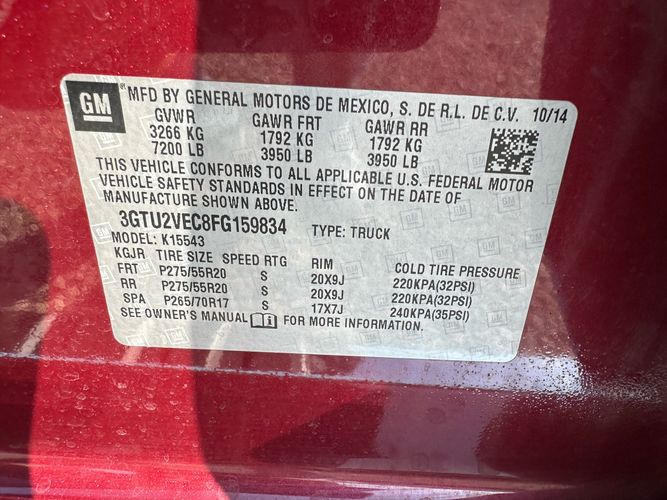 GM ® MFD BY GENERAL MOTORS DE MEXICO, S. DE R.L. DE C.V. 10/14
GVWR GAWR FRT GAWR RR
3266 KG 1792 KG 1792 KG
7200 LB 3950 LB 3950 LB
THIS VEHICLE CONFORMS TO ALL APPLICABLE U.S. FEDERAL MOTOR
VEHICLE SAFETY STANDARDS IN EFFECT ON THE DATE OF
MANUFACTURE SHOWN ABOVE.
3GTU2VEC8FG159834 TYPE: TRUCK
MODEL: K15543
KGJR TIRE SIZE SPEED RTG RIM COLD TIRE PRESSURE
FRT P275/55R20 S 20X9J 220KPA(32PSI)
RR P275/55R20 S 20X9J 220KPA(32PSI)
SPA P265/70R17 S 17X7J 240KPA(35PSI)
SEE OWNER'S MANUAL FOR MORE INFORMATION.